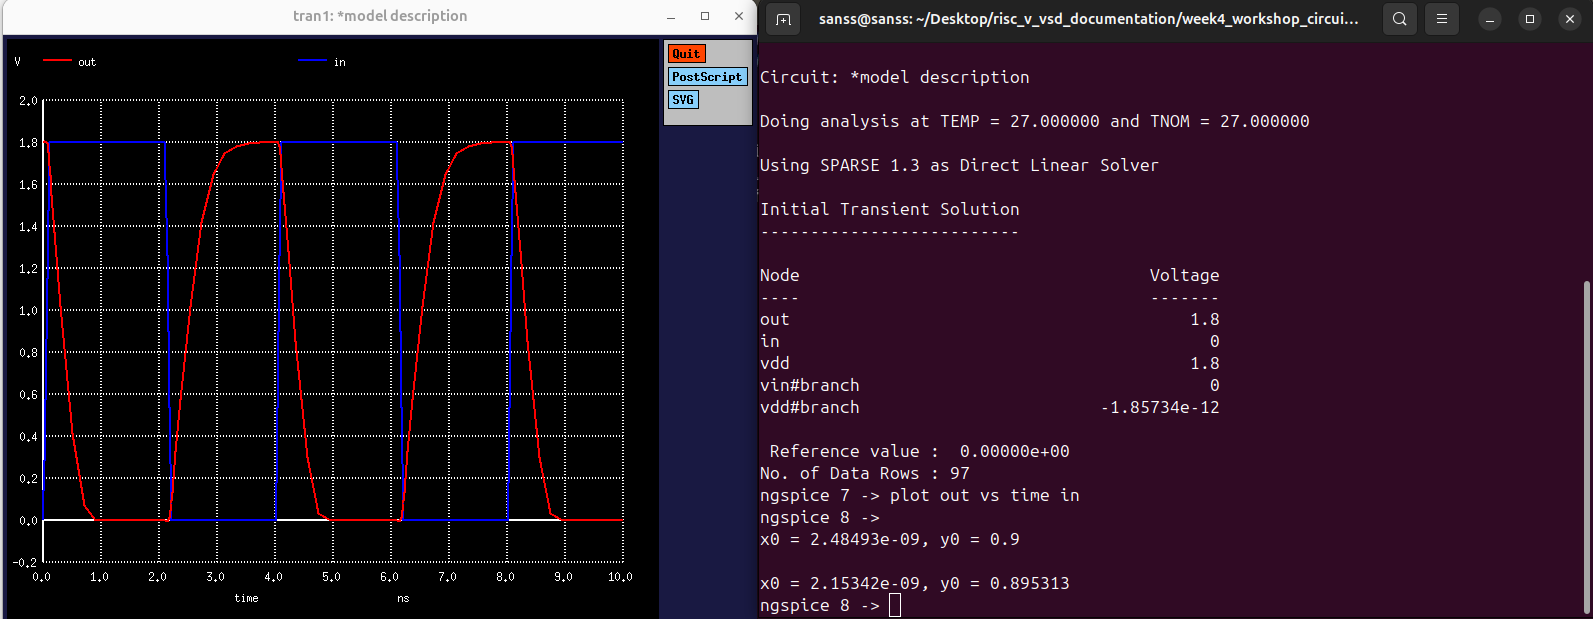 tran1: *model description
V out in
Quit
PostScript
SVG
2.0
1.8
1.6
1.4
1.2
1.0
0.8
0.6
0.4
0.2
0.0
-0.2
0.0 1.0 2.0 3.0 4.0 5.0 6.0 7.0 8.0 9.0 10.0
time ns
sanss@sanss: ~/Desktop/risc_v_vsd_documentation/week4_workshop_circui...
Circuit: *model description
Doing analysis at TEMP = 27.000000 and TNOM = 27.000000
Using SPARSE 1.3 as Direct Linear Solver
Initial Transient Solution
--------------------------
Node Voltage
---- -------
out 1.8
in 0
vdd 1.8
vin#branch 0
vdd#branch -1.85734e-12
Reference value :  0.00000e+00
No. of Data Rows : 97
ngspice 7 -> plot out vs time in
ngspice 8 ->
x0 = 2.48493e-09, y0 = 0.9
x0 = 2.15342e-09, y0 = 0.895313
ngspice 8 ->